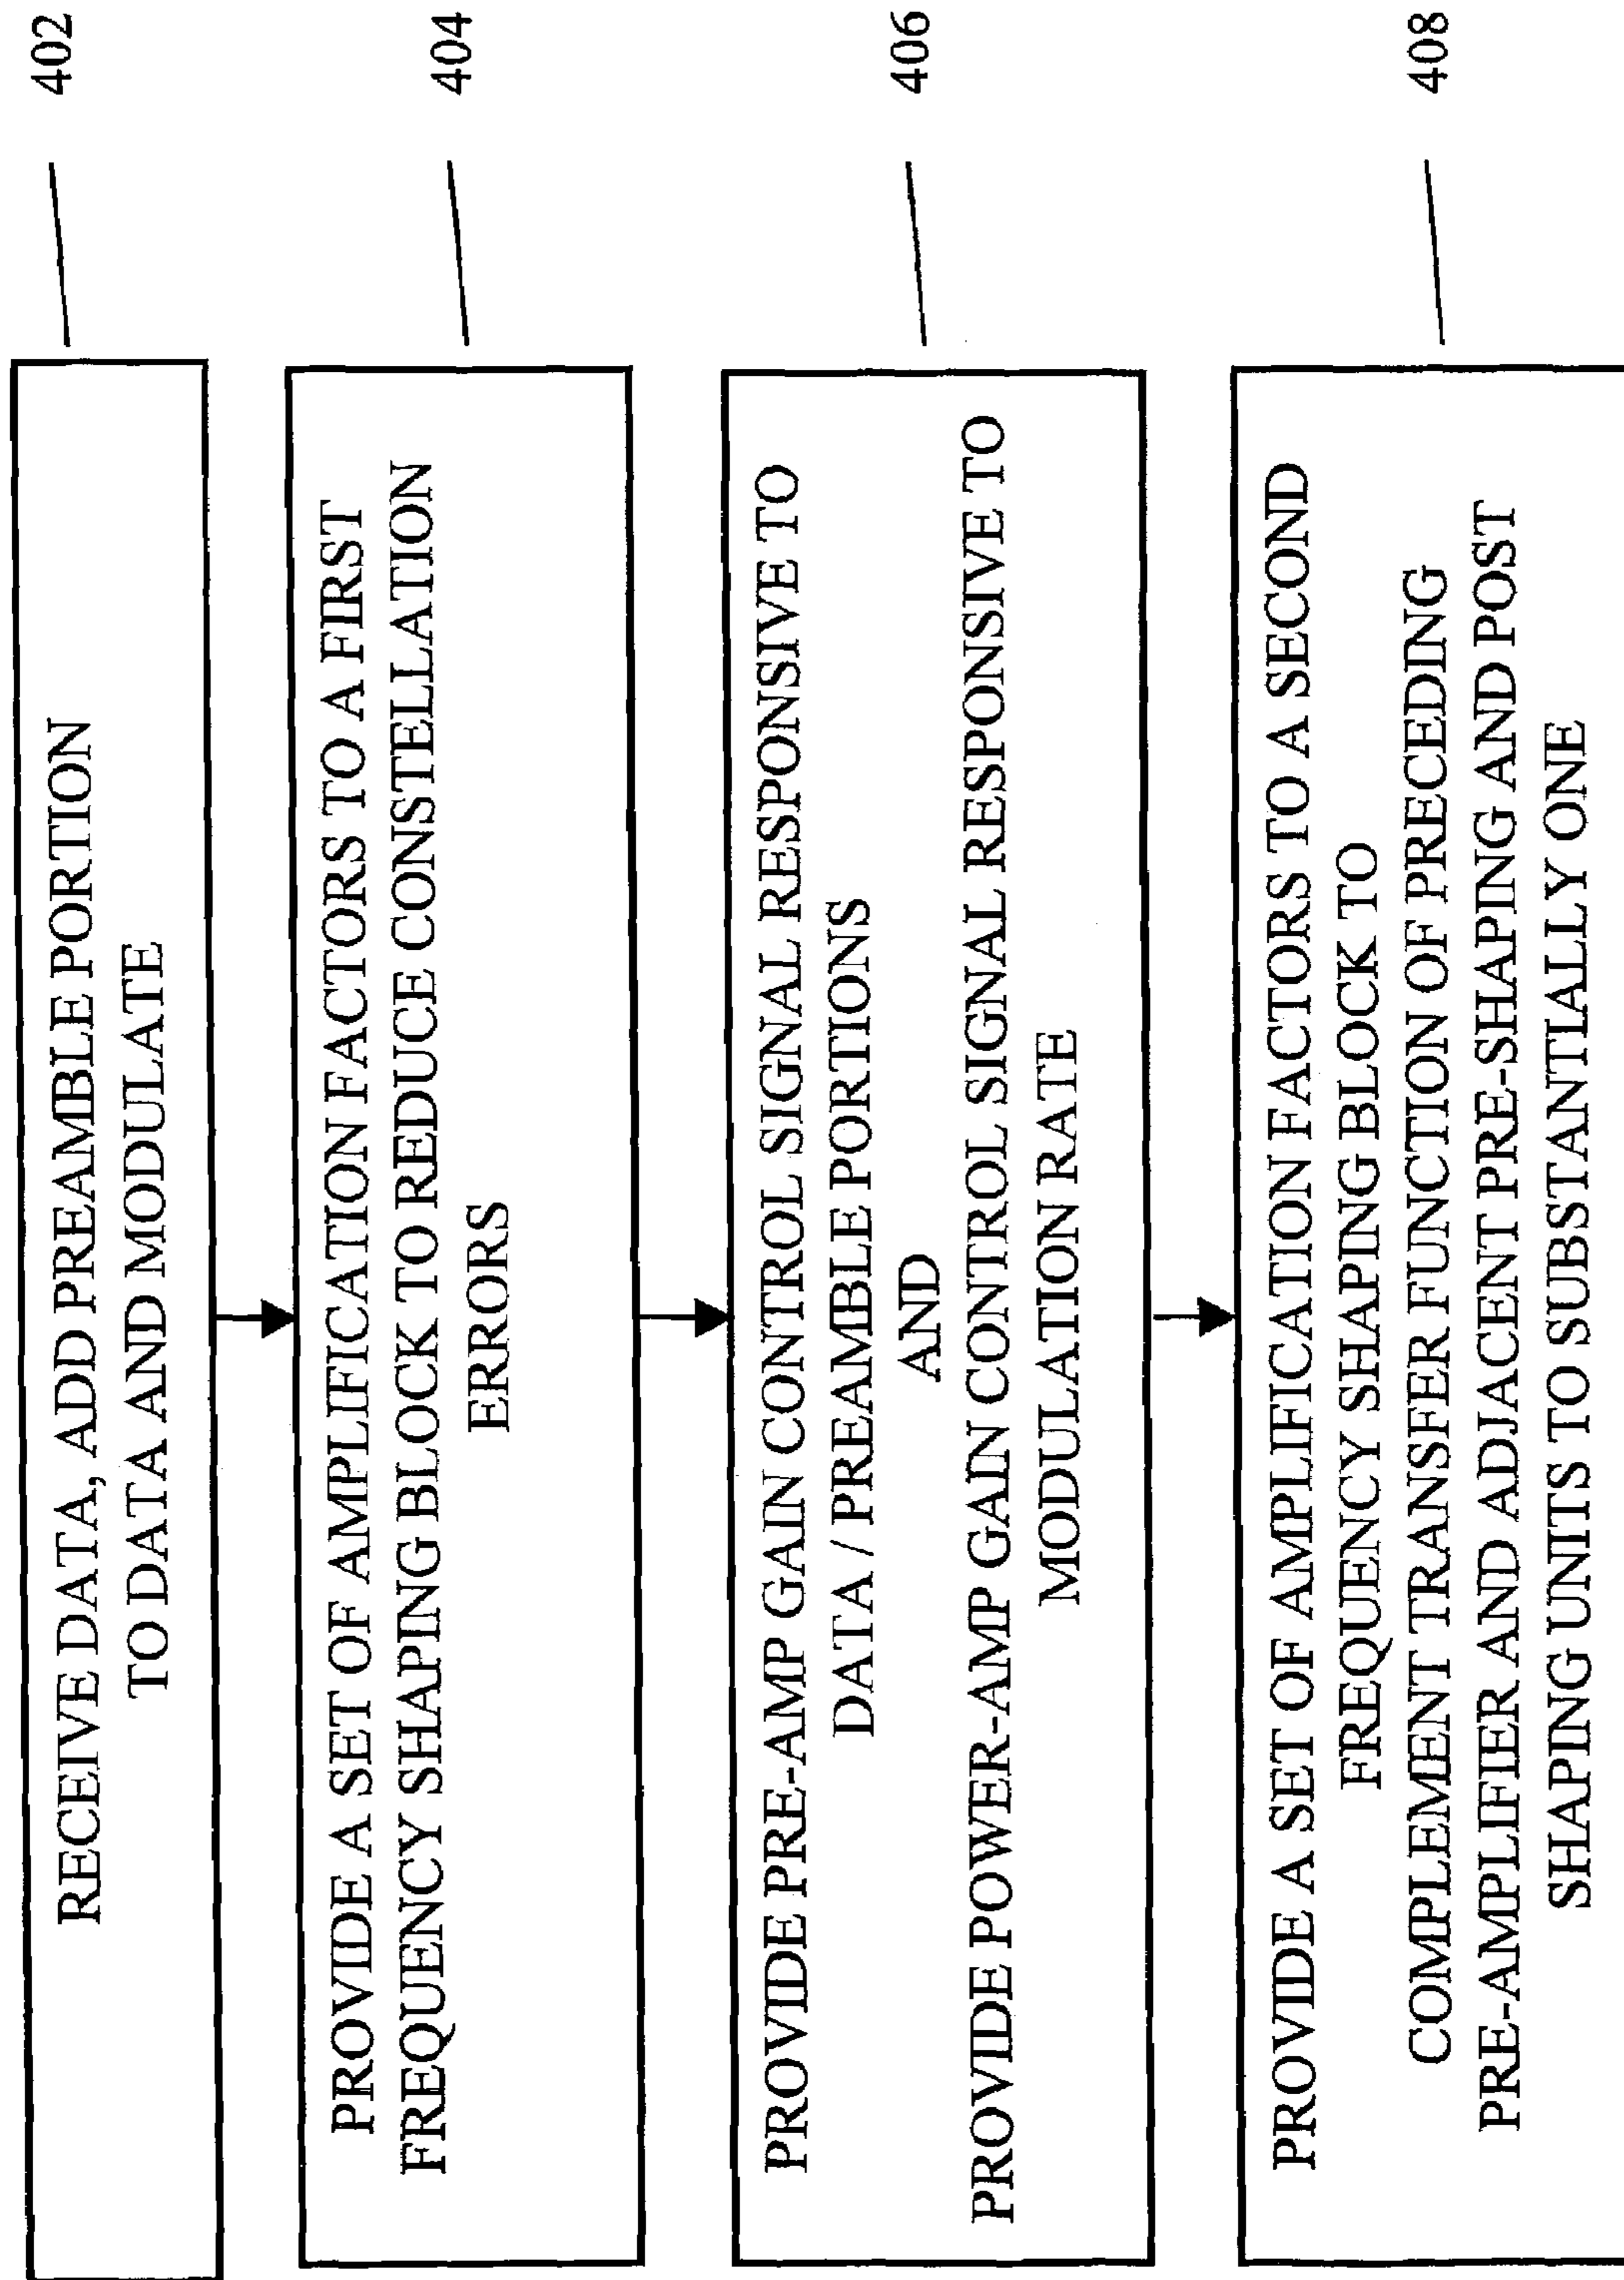 RECEIVE DATA, ADD PREAMBLE PORTION
TO DATA AND MODULATE
402
PROVIDE A SET OF AMPLIFICATION FACTORS TO A FIRST
FREQUENCY SHAPING BLOCK TO REDUCE CONSTELLATION
ERRORS
404
PROVIDE PRE-AMP GAIN CONTROL SIGNAL RESPONSIVE TO
DATA / PREAMBLE PORTIONS
AND
PROVIDE POWER-AMP GAIN CONTROL SIGNAL RESPONSIVE TO
MODULATION RATE
406
PROVIDE A SET OF AMPLIFICATION FACTORS TO A SECOND
FREQUENCY SHAPING BLOCK TO
COMPLEMENT TRANSFER FUNCTION OF PRECEDING
PRE-AMPLIFIER AND ADJACENT PRE-SHAPING AND POST
SHAPING UNITS TO SUBSTANTIALLY ONE
408